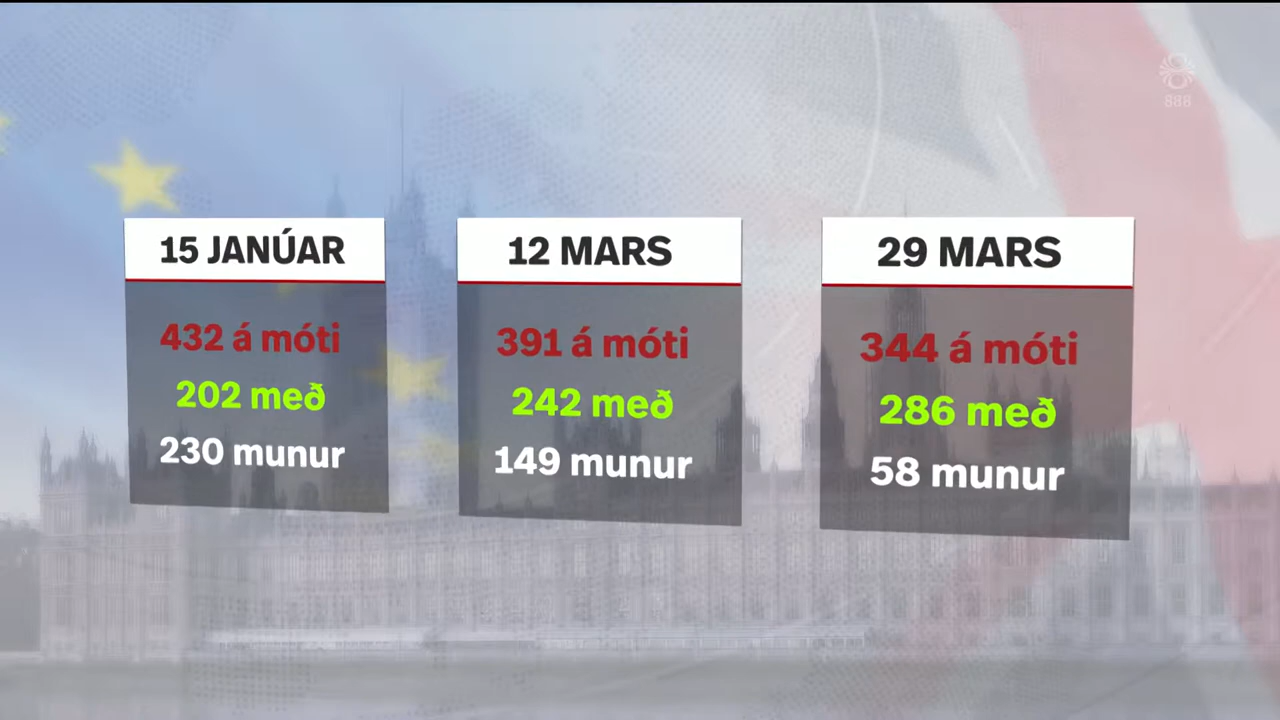 888
15 JANÚAR
432 á móti
202 með
230 munur
12 MARS
391 á móti
242 með
149 munur
29 MARS
344 á móti
286 með
58 munur